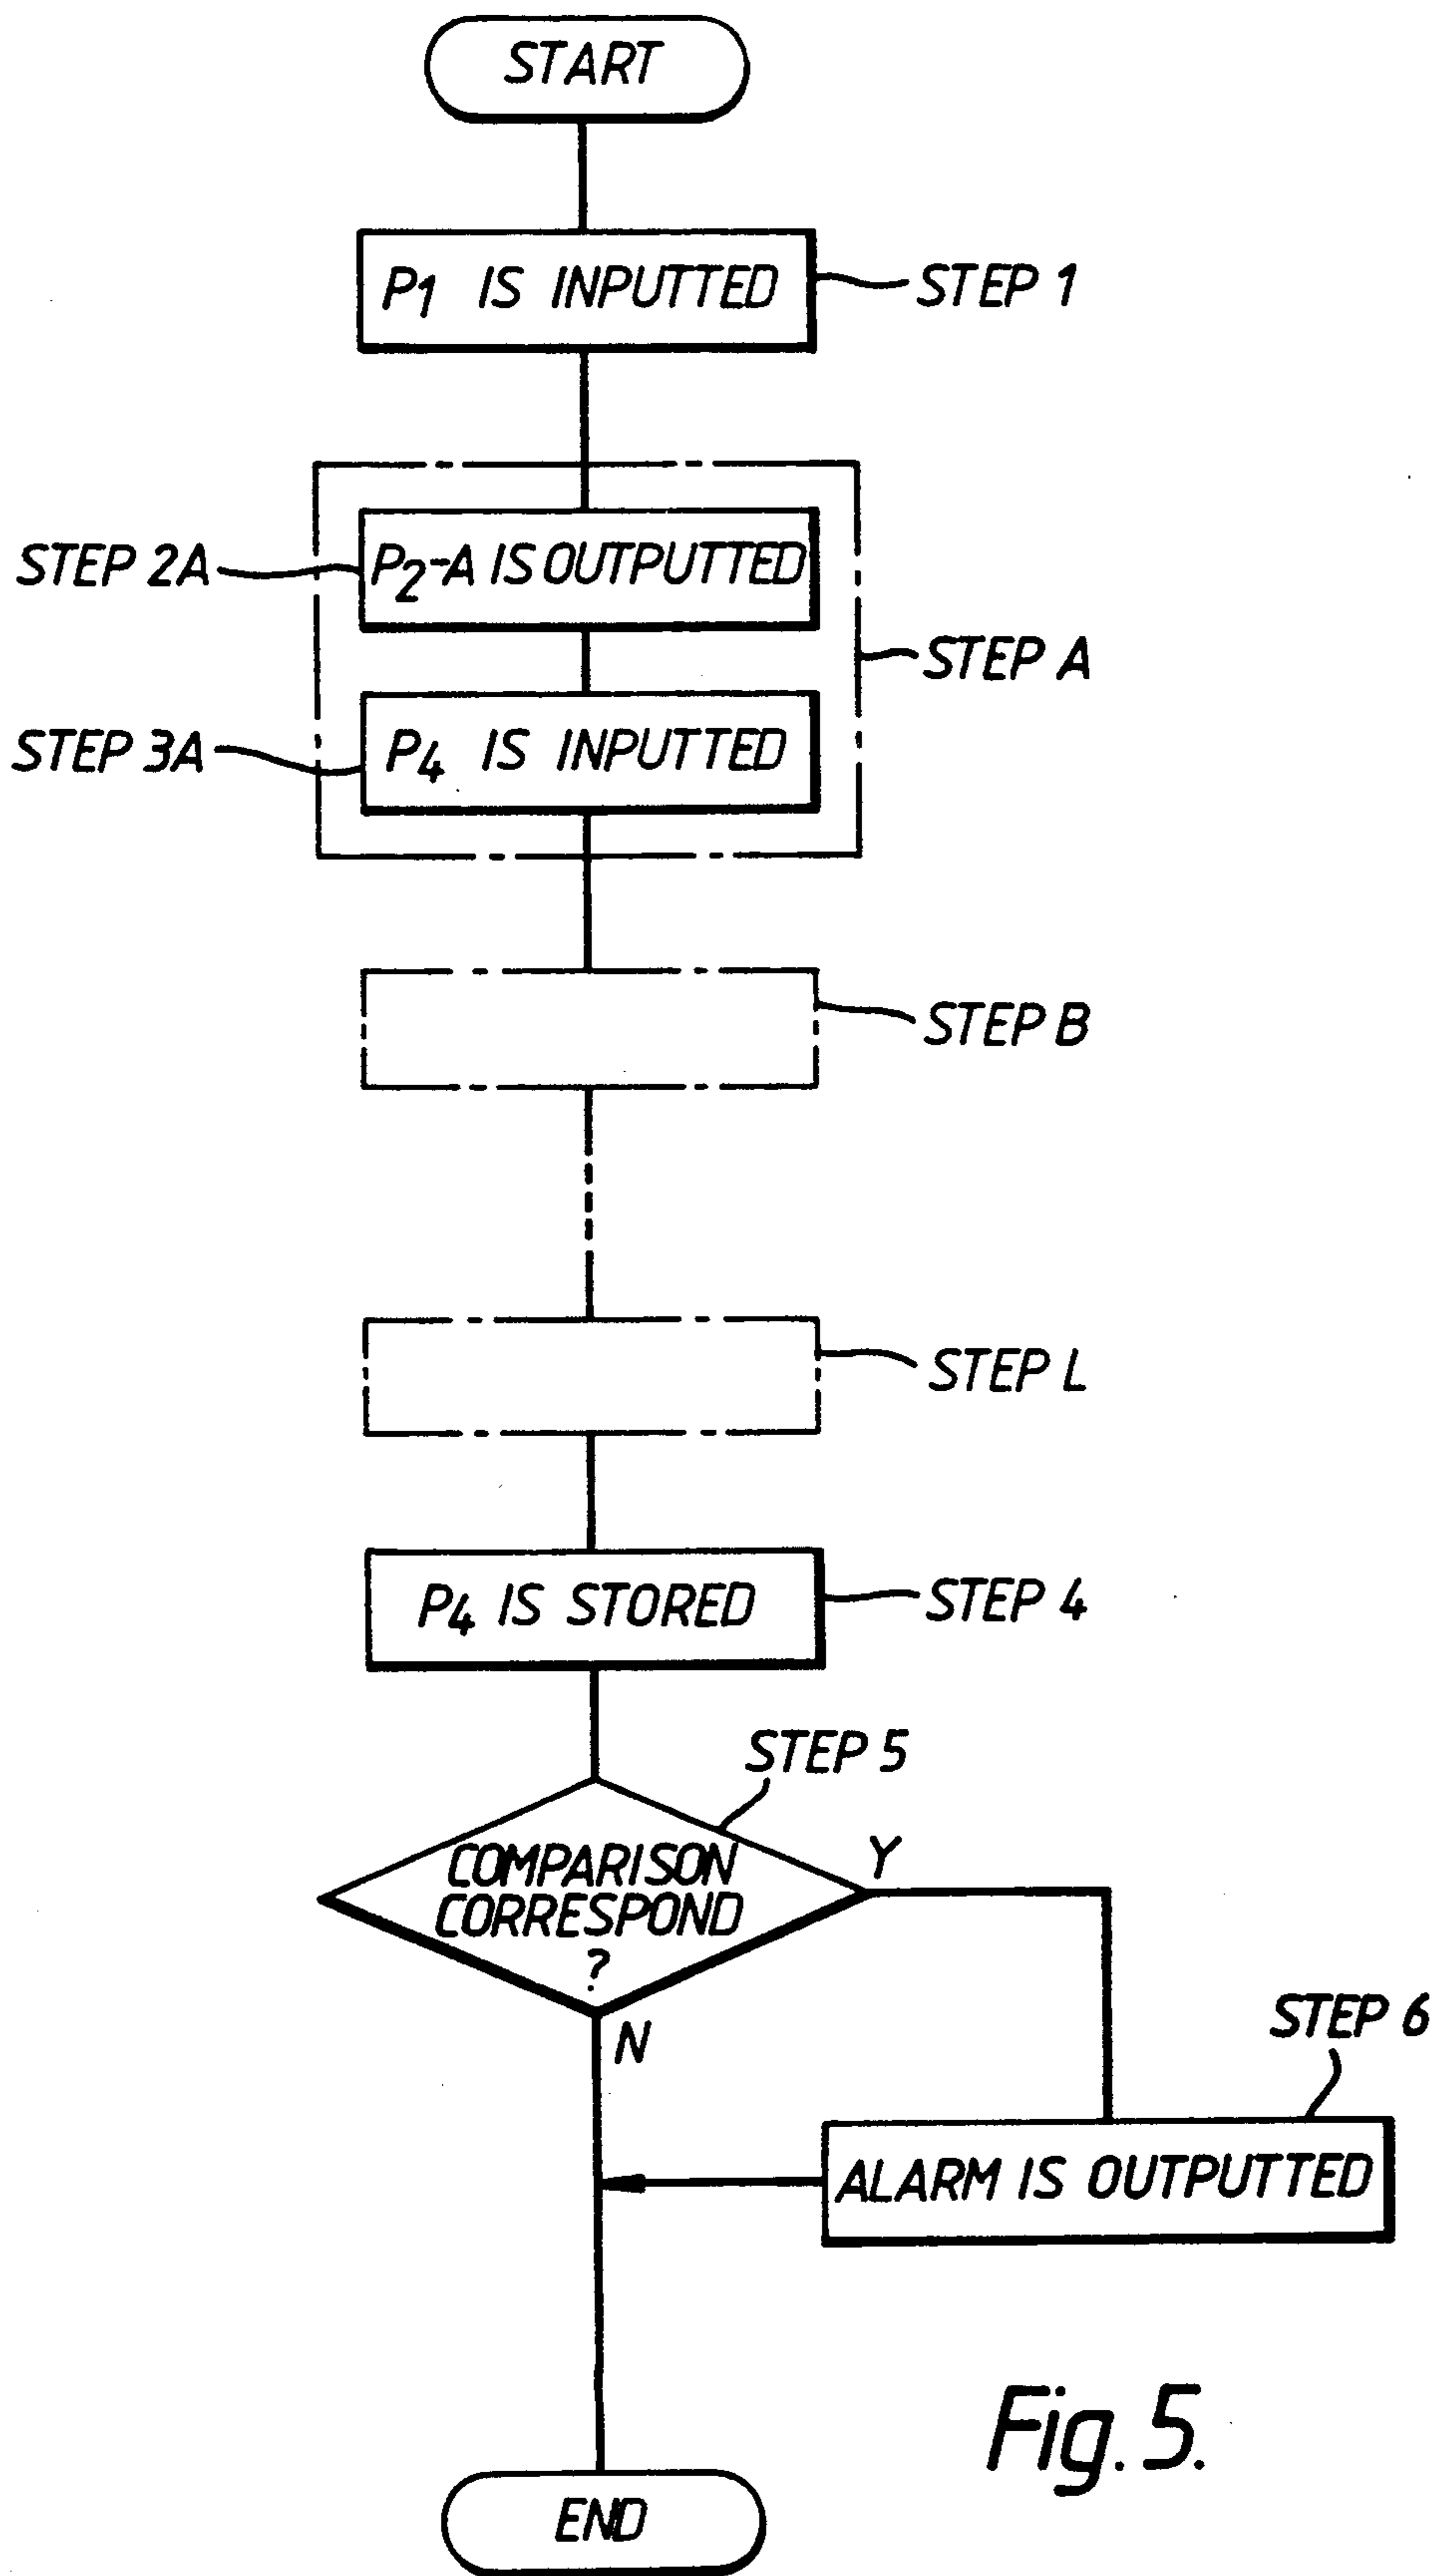 START
P1 IS INPUTTED
STEP 1
STEP 2A
P2-A IS OUTPUTTED
STEP A
STEP 3A
P4 IS INPUTTED
STEP B
STEP L
P4 IS STORED
STEP 4
STEP 5
COMPARISON
CORRESPOND
?
Y
N
STEP 6
ALARM IS OUTPUTTED
Fig. 5.
END